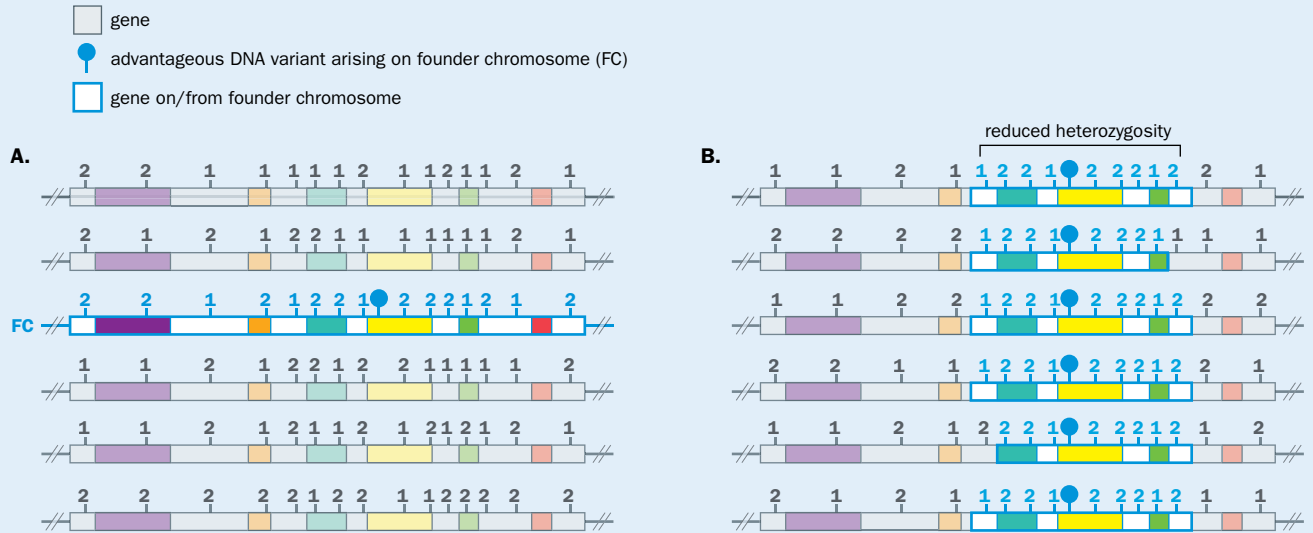 gene
advantageous DNA variant arising on founder chromosome (FC)
gene on/from founder chromosome
A.
2 2 1 1 1 1 1 2 1 1 2 1 1 2 1
2 1 2 1 2 2 1 1 1 1 1 1 1 2 1
FC
2 2 1 2 1 2 2 1 2 2 2 1 2 1 2
1 1 2 1 1 2 1 2 2 1 1 1 1 1 2
1 1 2 1 2 2 1 2 1 2 1 2 1 2 1
2 2 2 2 2 1 2 2 1 1 2 2 2 2 2
B.
reduced heterozygosity
1 1 2 1 1 2 2 1 2 2 2 1 2 2 1
2 2 2 2 1 2 2 1 2 2 2 1 1 1 1
1 1 2 2 1 2 2 1 2 2 2 1 2 2 2
2 2 1 1 1 2 2 1 2 2 2 1 2 2 1
1 1 2 1 2 2 2 1 2 2 2 1 2 1 2
2 1 2 1 1 2 2 1 2 2 2 1 2 1 1